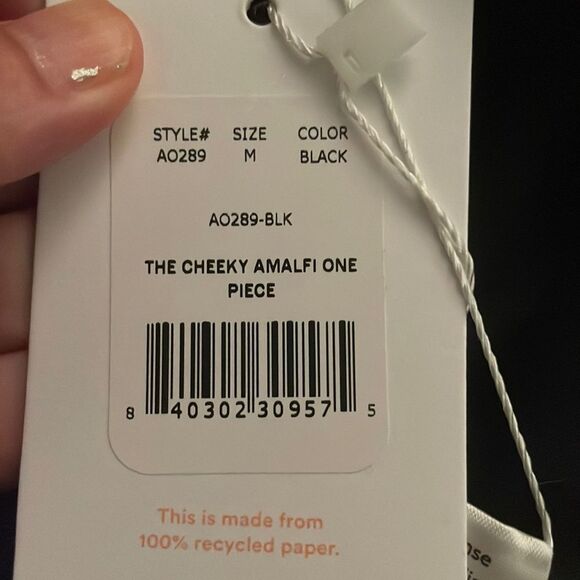 STYLE# SIZE COLOR
AO289 M BLACK
AO289-BLK
THE CHEEKY AMALFI ONE
PIECE
8 40302 30957 5
This is made from
100% recycled paper.